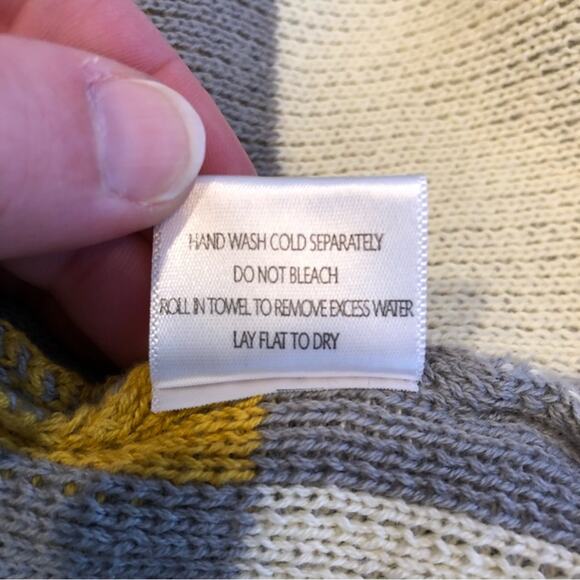 HAND WASH COLD SEPARATELY
DO NOT BLEACH
ROLL IN TOWEL TO REMOVE EXCESS WATER
LAY FLAT TO DRY